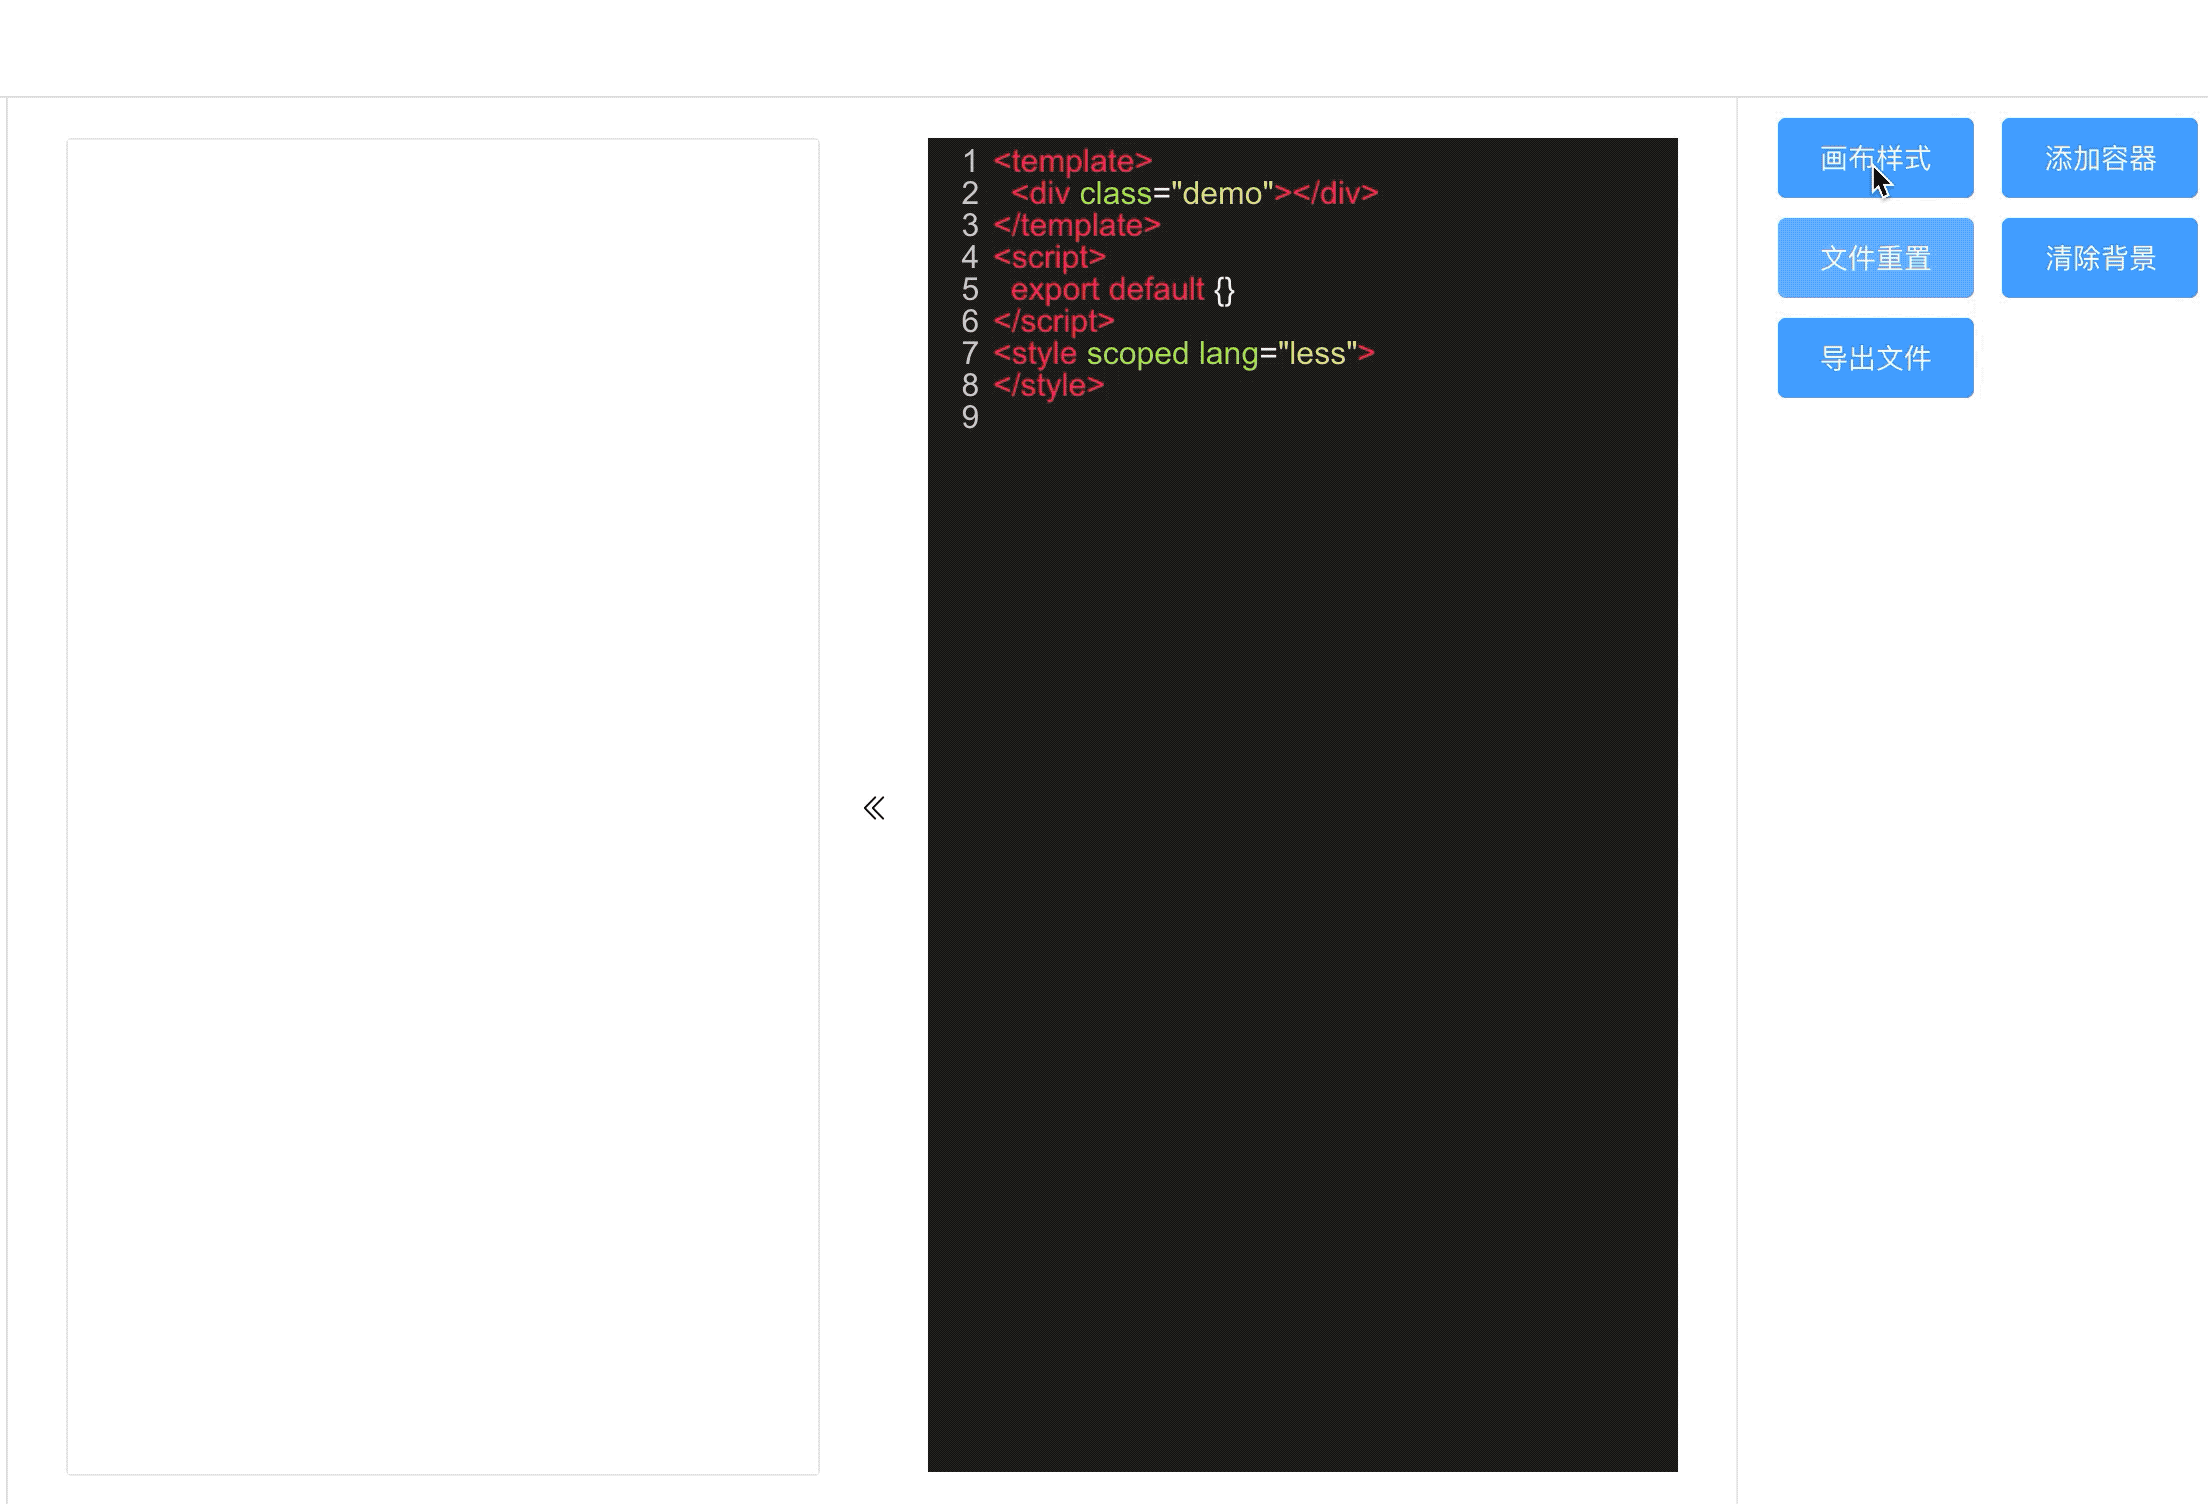 1 <template>
2   <div class="demo"></div>
3 </template>
4 <script>
5   export default {}
6 </script>
7 <style scoped lang="less">
8 </style>
9
画布样式 添加容器
文件重置 清除背景
导出文件